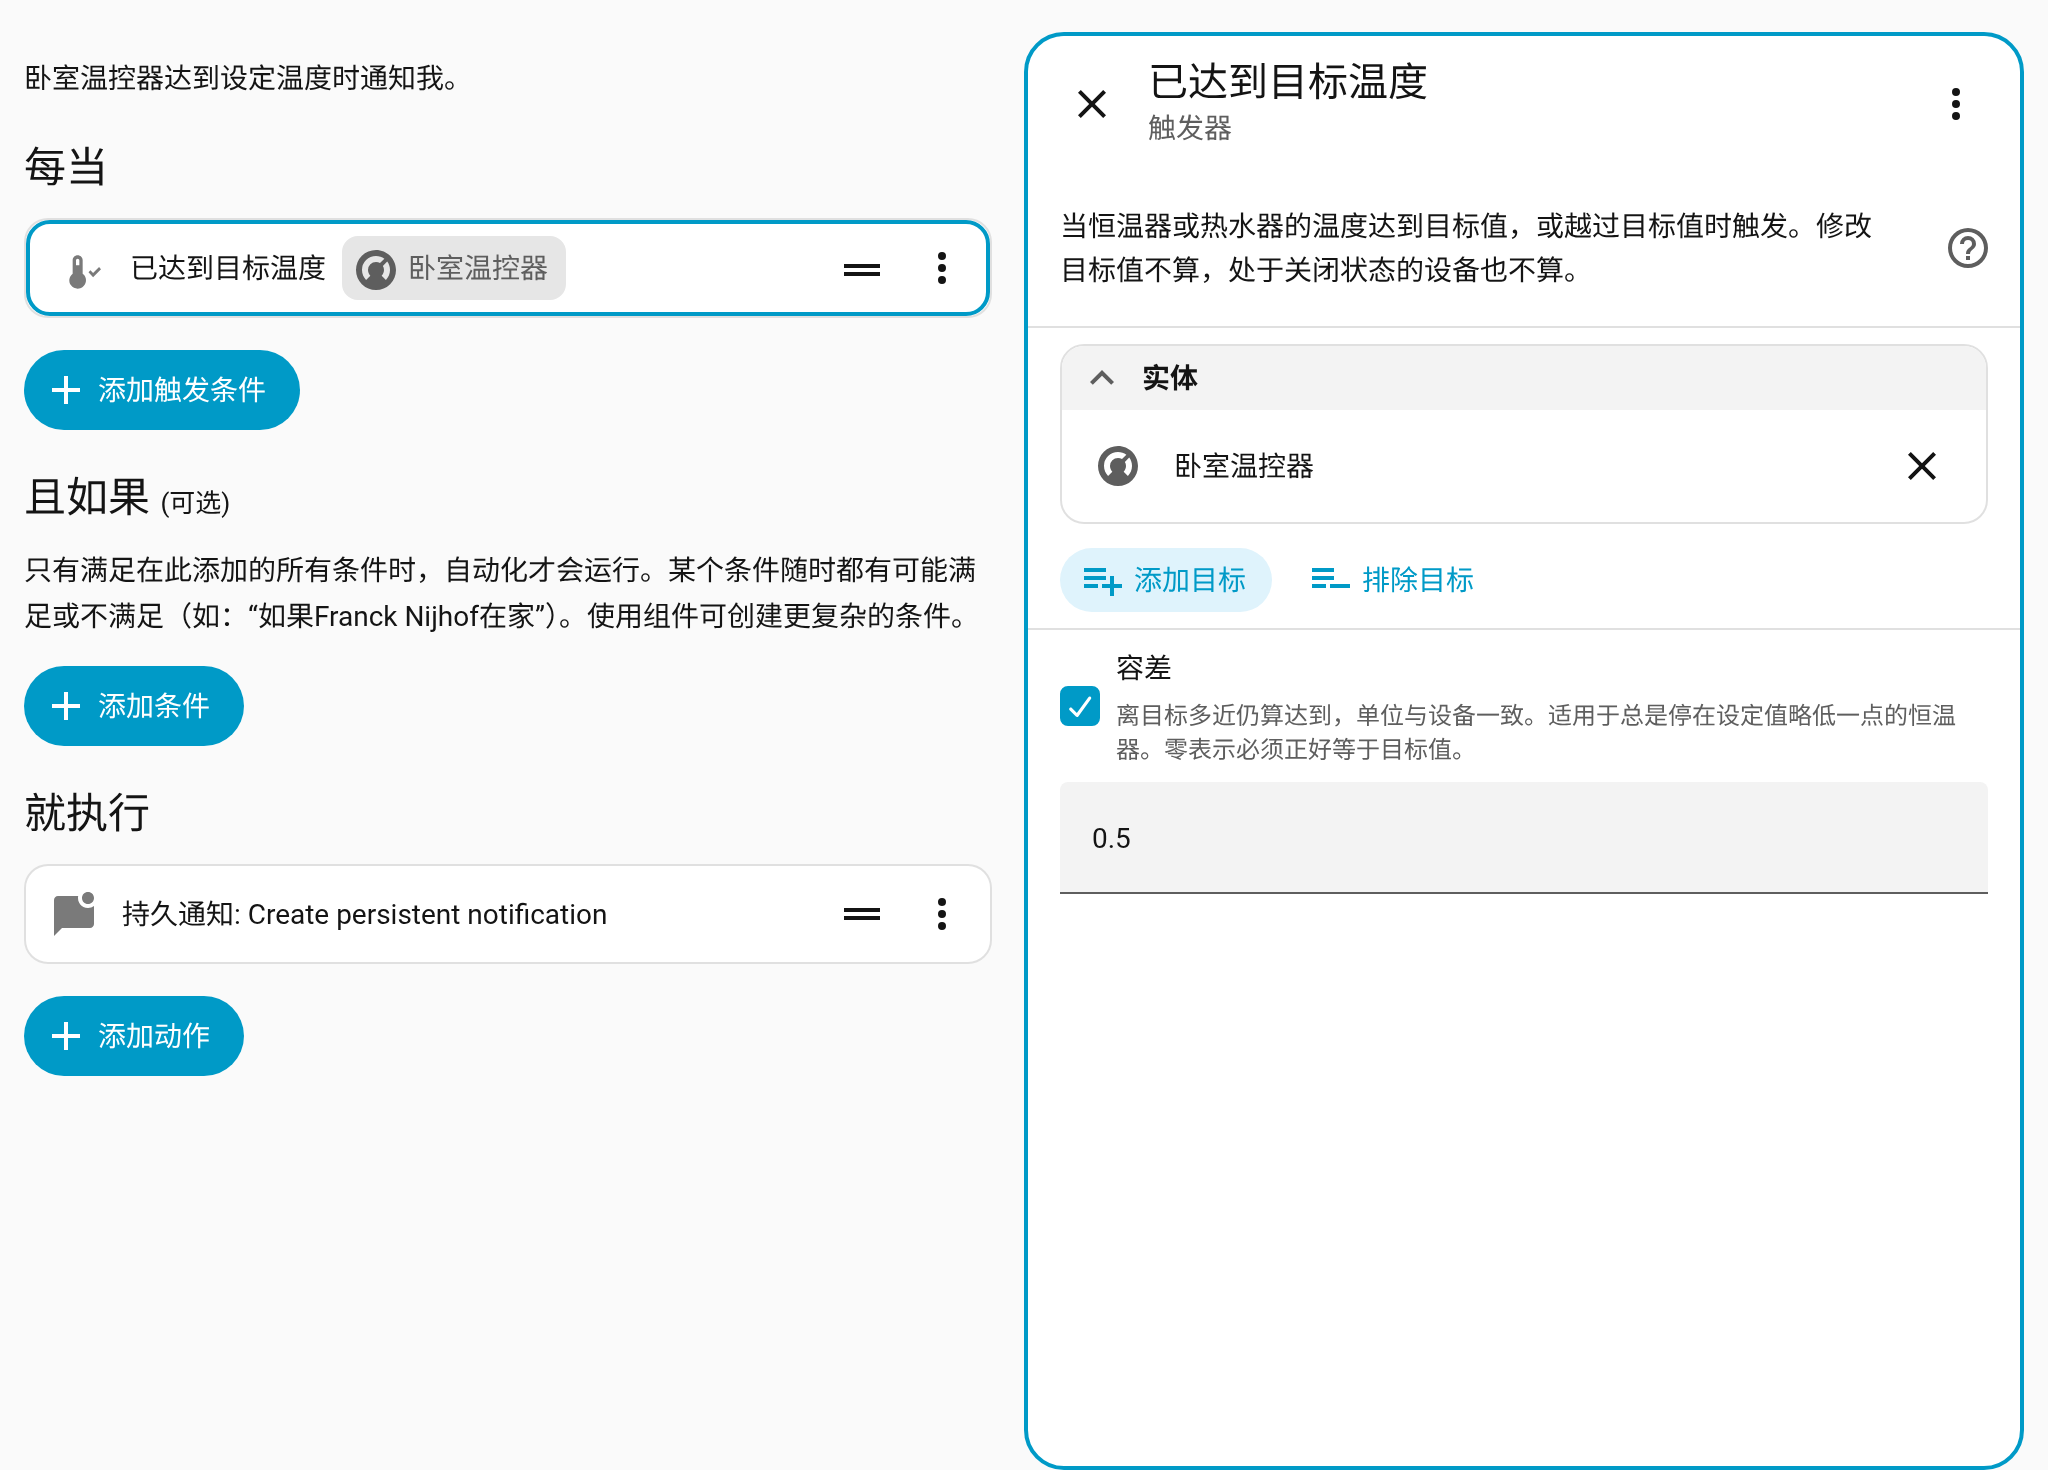 卧室温控器达到设定温度时通知我。
每当
已达到目标温度 卧室温控器
添加触发条件
且如果 (可选)
只有满足在此添加的所有条件时，自动化才会运行。某个条件随时都有可能满
足或不满足（如：“如果Franck Nijhof在家”）。使用组件可创建更复杂的条件。
添加条件
就执行
持久通知: Create persistent notification
添加动作
已达到目标温度
触发器
当恒温器或热水器的温度达到目标值，或越过目标值时触发。修改
目标值不算，处于关闭状态的设备也不算。
实体
卧室温控器
添加目标 排除目标
容差
离目标多近仍算达到，单位与设备一致。适用于总是停在设定值略低一点的恒温
器。零表示必须正好等于目标值。
0.5